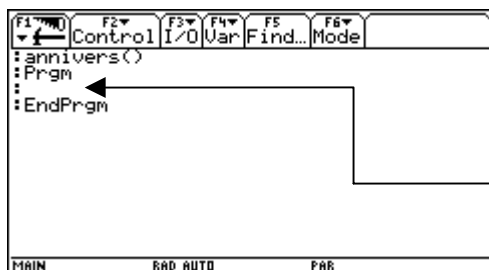 F1 F2 Control F3 I/O F4 Var F5 Find... F6 Mode
:annivers()
:Prgm
:
:EndPrgm
MAIN RAD AUTO PAR